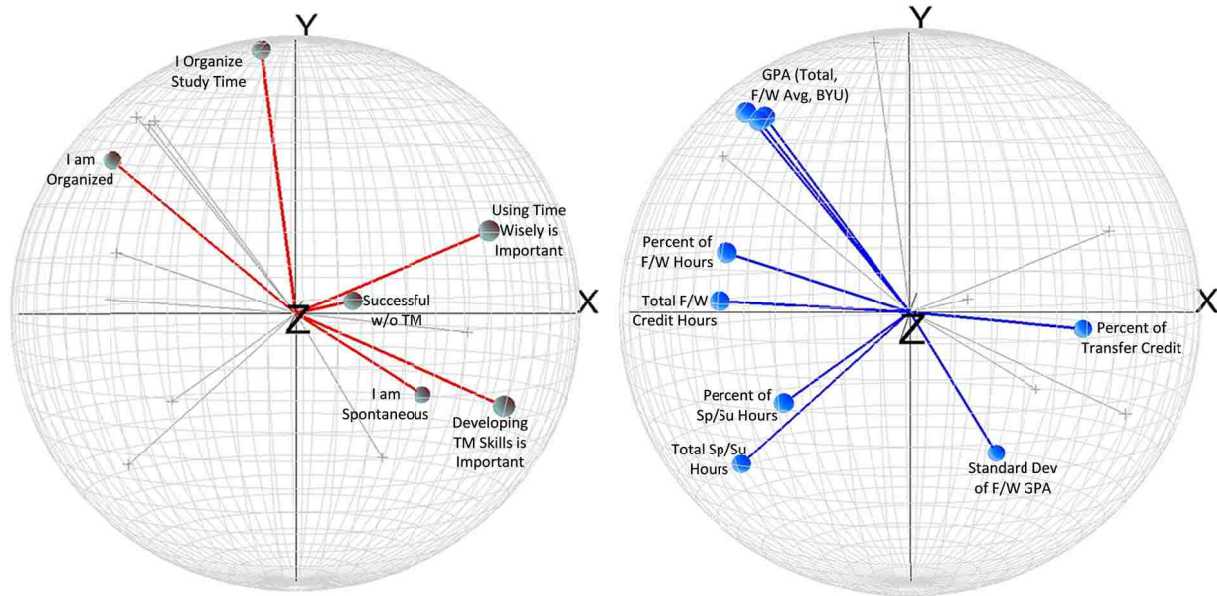 Y
I Organize
Study Time
I am
Organized
Using Time
Wisely is
Important
X
Successful
w/o TM
Z
I am
Spontaneous
Developing
TM Skills is
Important
Y
GPA (Total,
F/W Avg, BYU)
Percent of
F/W Hours
Total F/W
Credit Hours
X
Z
Percent of
Transfer Credit
Percent of
Sp/Su Hours
Total Sp/Su
Hours
Standard Dev
of F/W GPA